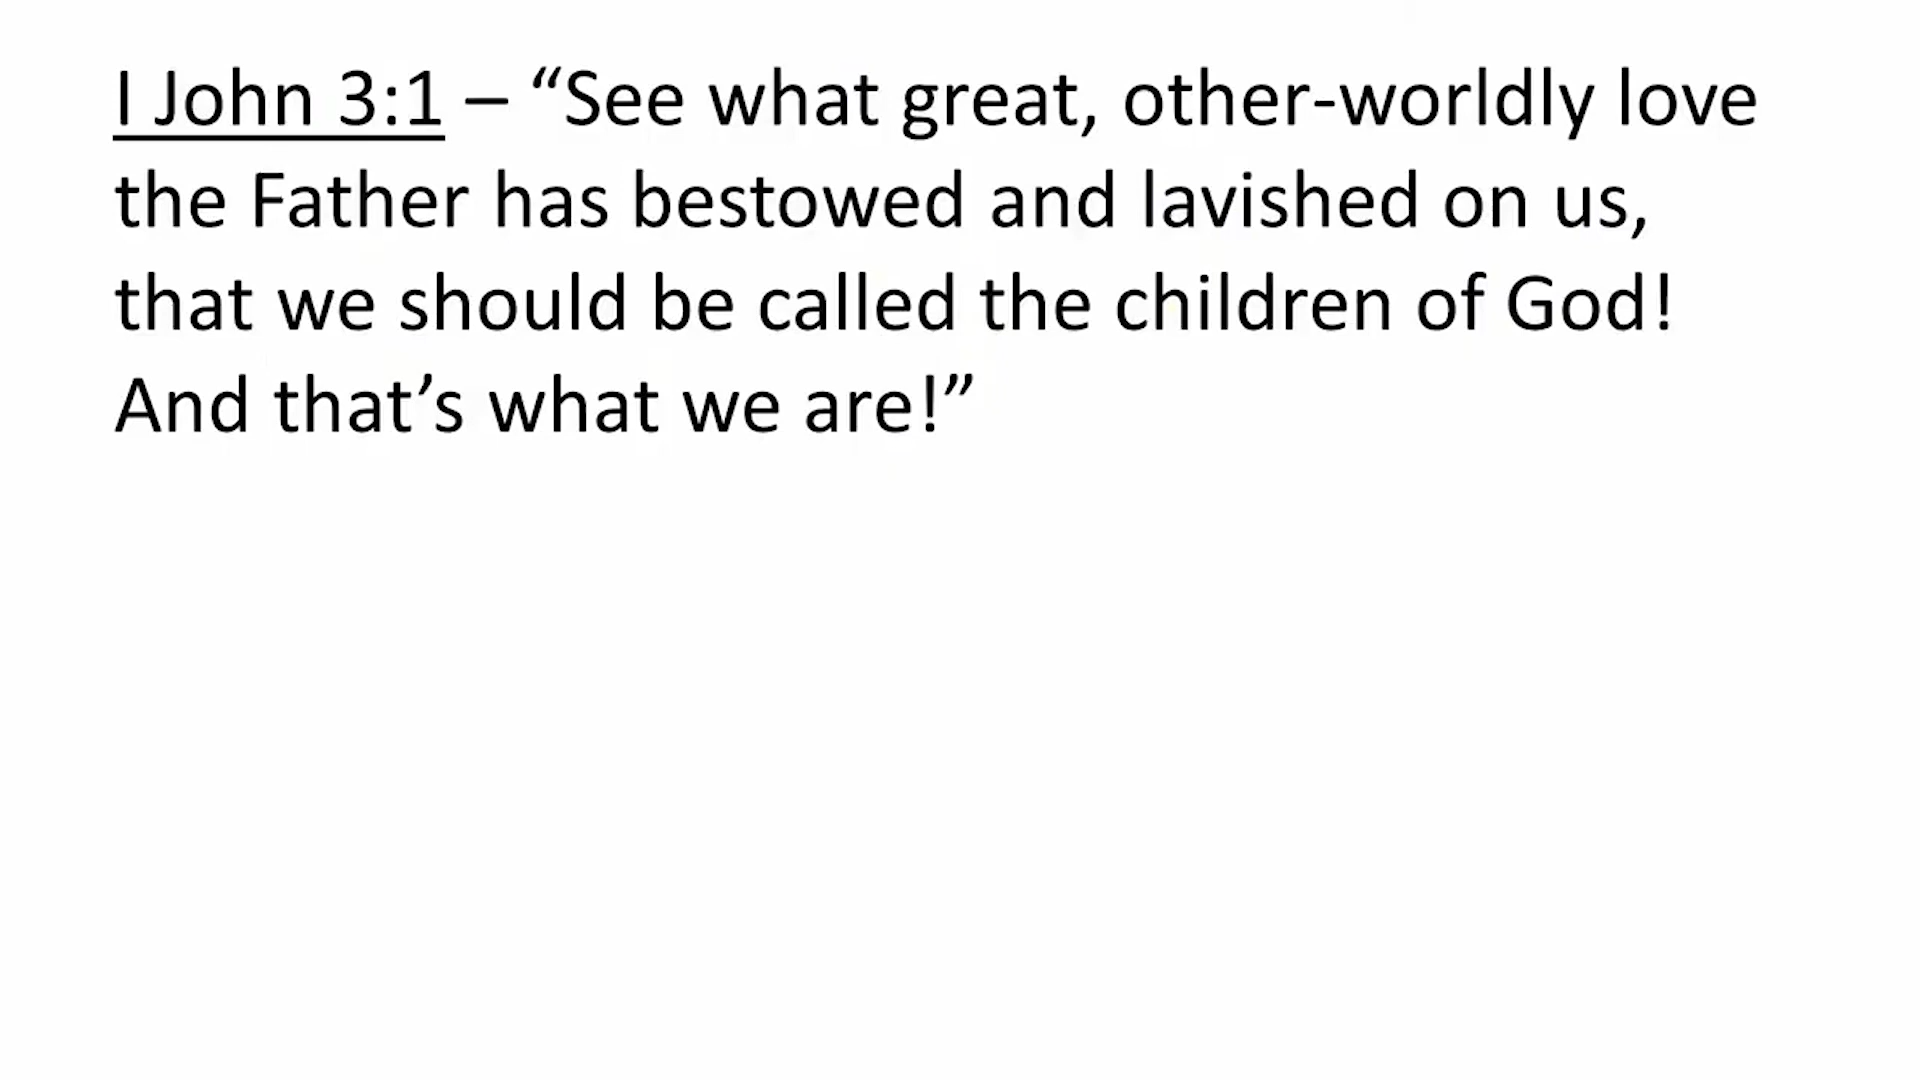 I John 3:1 – “See what great, other-worldly love
the Father has bestowed and lavished on us,
that we should be called the children of God!
And that’s what we are!”